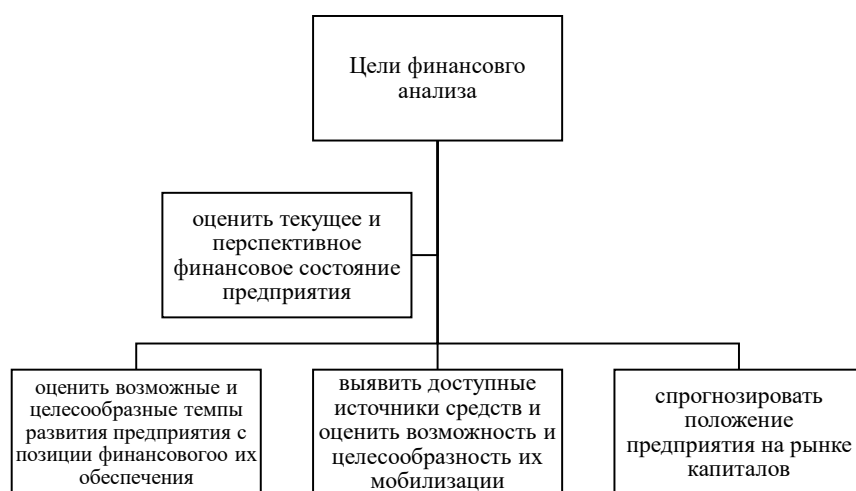 Цели финансовго
анализа
оценить текущее и
перспективное
финансовое состояние
предприятия
оценить возможные и
целесообразные темпы
развития предприятия с
позиции финансовогоо их
обеспечения
выявить доступные
источники средств и
оценить возможность и
целесообразность их
мобилизации
спрогнозировать
положение
предприятия на рынке
капиталов